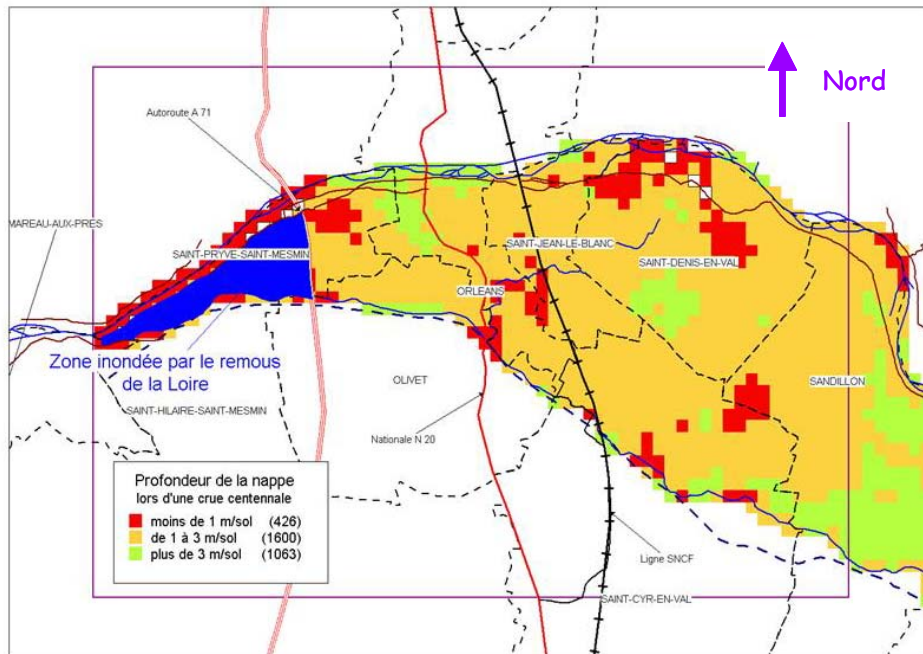 Nord
Autoroute A 71
MAREAU-AUX-PRES
SAINT-PRYVE-SAINT-MESMIN
SAINT-JEAN-LE-BLANC
SAINT-DENIS-EN-VAL
ORLEANS
Zone inondée par le remous
de la Loire
OLIVET
SANDILLON
SAINT-HILAIRE-SAINT-MESMIN
Nationale N 20
Profondeur de la nappe
lors d'une crue centennale
moins de 1 m/sol (426)
de 1 à 3 m/sol (1600)
plus de 3 m/sol (1063)
Ligne SNCF
SAINT-CYR-EN-VAL